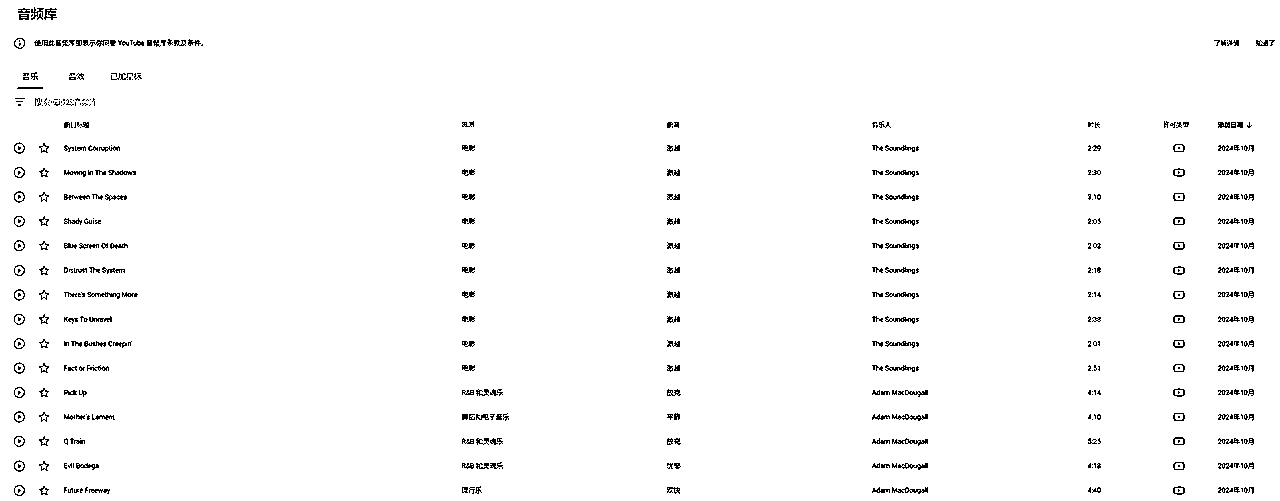 音频库
使用此音频库即表示你同意 YouTube 音频库条款及条件。 了解详情 知道了
音乐 音效 已加星标
搜索或过滤音频库
曲目标题 类别 氛围 音乐人 时长 许可类型 添加日期 ↓
System Corruption 电影 激越 The Soundlings 2:29 2024年10月
Moving In The Shadows 电影 激越 The Soundlings 2:30 2024年10月
Between The Spaces 电影 激越 The Soundlings 3:10 2024年10月
Shady Guise 电影 激越 The Soundlings 2:05 2024年10月
Blue Screen Of Death 电影 激越 The Soundlings 2:02 2024年10月
Distrust The System 电影 激越 The Soundlings 2:18 2024年10月
There's Something More 电影 激越 The Soundlings 2:14 2024年10月
Keys To Unravel 电影 激越 The Soundlings 2:38 2024年10月
In The Bushes Creepin' 电影 激越 The Soundlings 2:01 2024年10月
Fact or Friction 电影 激越 The Soundlings 2:51 2024年10月
Pick Up R&B 和灵魂乐 放克 Adam MacDougall 4:14 2024年10月
Mother's Lament 舞曲和电子音乐 平静 Adam MacDougall 4:10 2024年10月
Q Train R&B 和灵魂乐 放克 Adam MacDougall 5:25 2024年10月
Evil Bodega R&B 和灵魂乐 忧郁 Adam MacDougall 4:18 2024年10月
Future Freeway 流行乐 欢快 Adam MacDougall 4:40 2024年10月